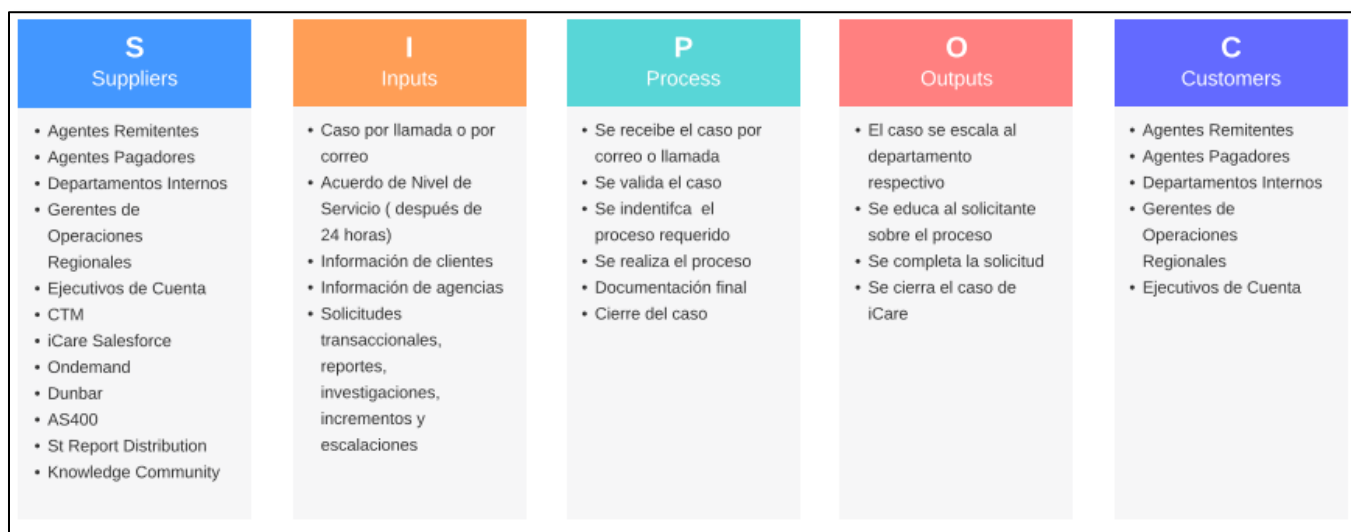 S
Suppliers
• Agentes Remitentes
• Agentes Pagadores
• Departamentos Internos
• Gerentes de
Operaciones
Regionales
• Ejecutivos de Cuenta
• CTM
• iCare Salesforce
• Ondemand
• Dunbar
• AS400
• St Report Distribution
• Knowledge Community
I
Inputs
• Caso por llamada o por
correo
• Acuerdo de Nivel de
Servicio ( después de
24 horas)
• Información de clientes
• Información de agencias
• Solicitudes
transaccionales,
reportes,
investigaciones,
incrementos y
escalaciones
P
Process
• Se receibe el caso por
correo o llamada
• Se valida el caso
• Se indentifca el
proceso requerido
• Se realiza el proceso
• Documentación final
• Cierre del caso
O
Outputs
• El caso se escala al
departamento
respectivo
• Se educa al solicitante
sobre el proceso
• Se completa la solicitud
• Se cierra el caso de
iCare
C
Customers
• Agentes Remitentes
• Agentes Pagadores
• Departamentos Internos
• Gerentes de
Operaciones
Regionales
• Ejecutivos de Cuenta